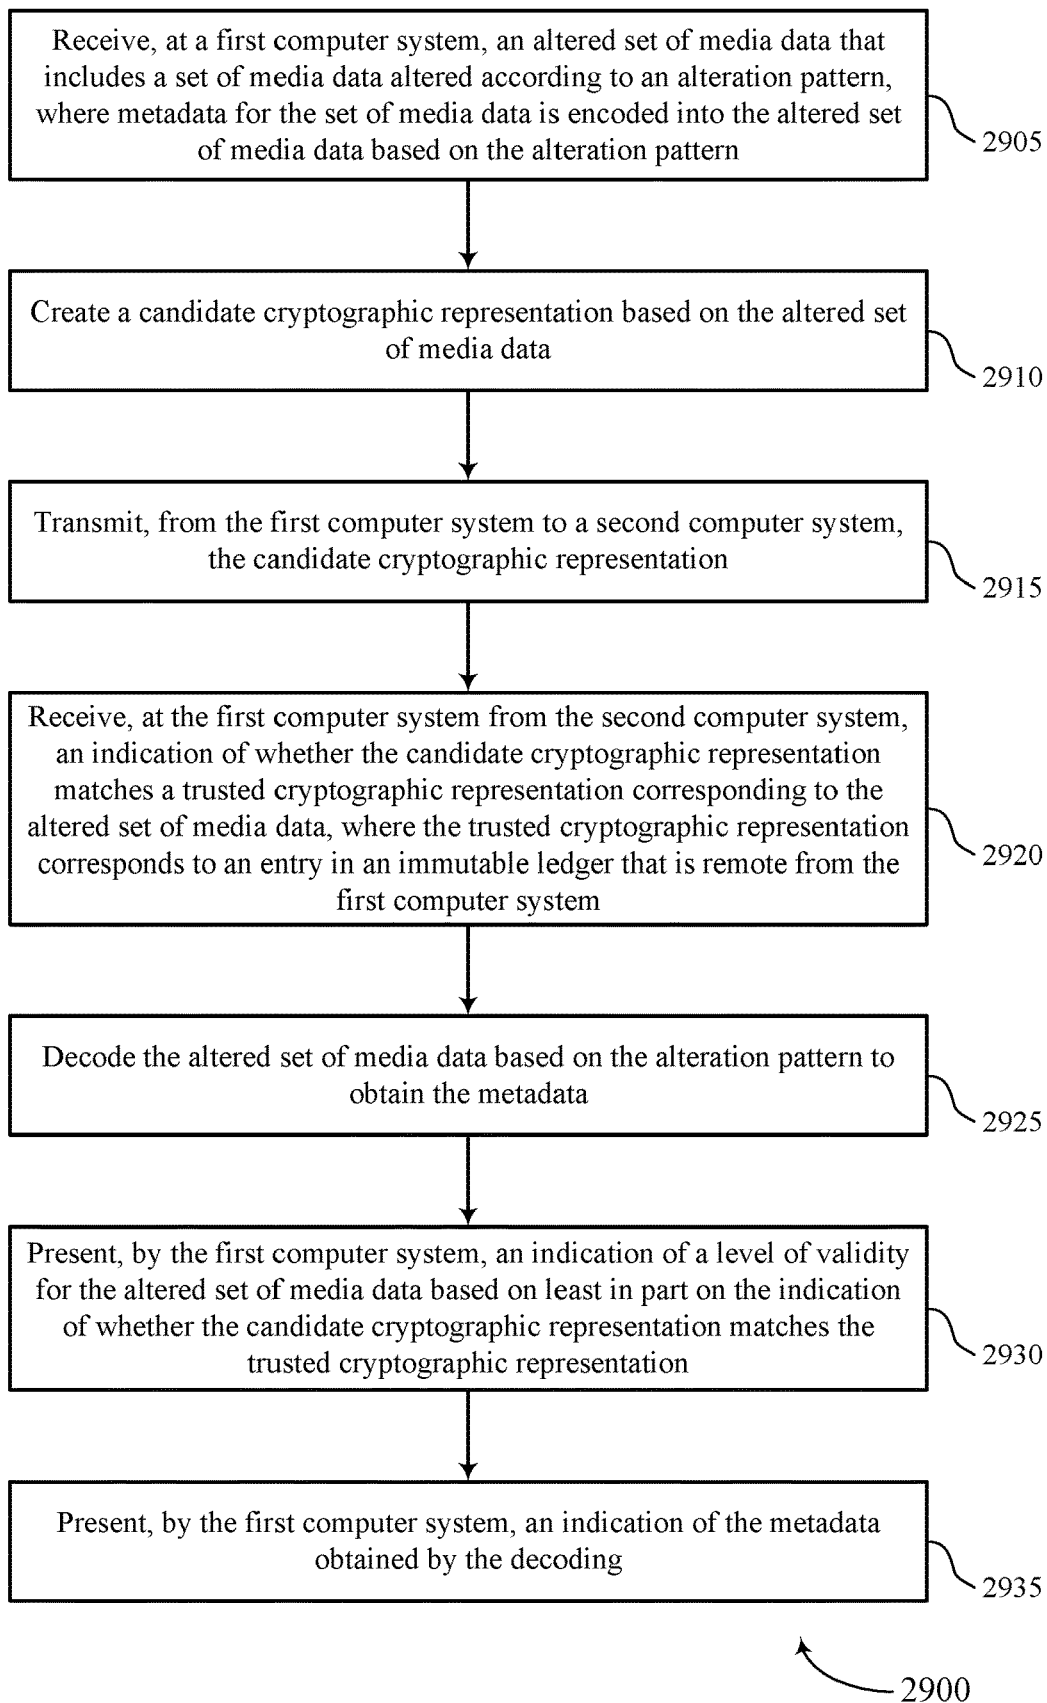 Receive, at a first computer system, an altered set of media data that
includes a set of media data altered according to an alteration pattern,
where metadata for the set of media data is encoded into the altered set
of media data based on the alteration pattern
2905
Create a candidate cryptographic representation based on the altered set
of media data
2910
Transmit, from the first computer system to a second computer system,
the candidate cryptographic representation
2915
Receive, at the first computer system from the second computer system,
an indication of whether the candidate cryptographic representation
matches a trusted cryptographic representation corresponding to the
altered set of media data, where the trusted cryptographic representation
corresponds to an entry in an immutable ledger that is remote from the
first computer system
2920
Decode the altered set of media data based on the alteration pattern to
obtain the metadata
2925
Present, by the first computer system, an indication of a level of validity
for the altered set of media data based on least in part on the indication
of whether the candidate cryptographic representation matches the
trusted cryptographic representation
2930
Present, by the first computer system, an indication of the metadata
obtained by the decoding
2935
2900